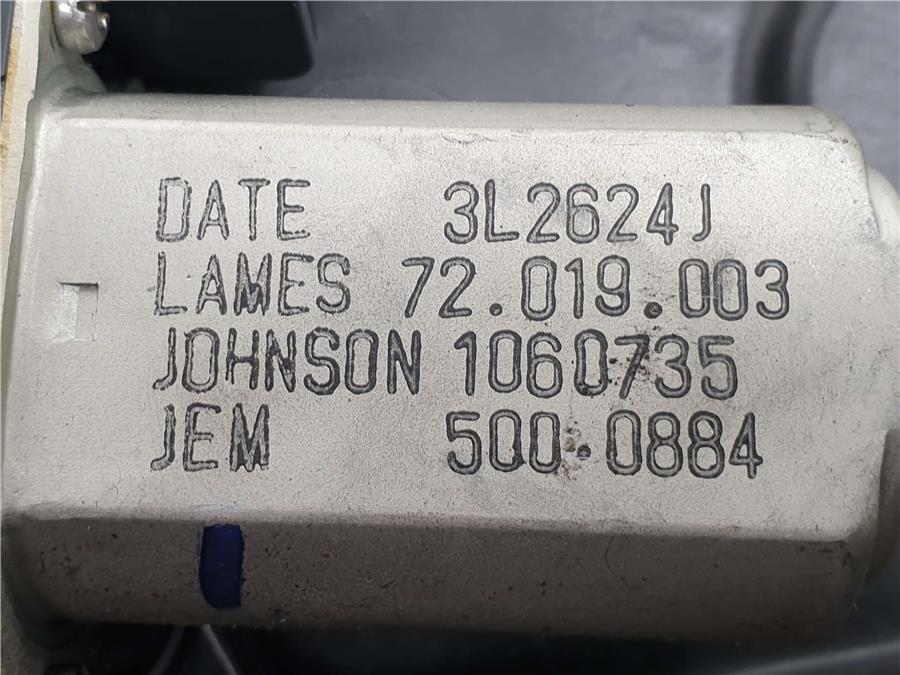 DATE 3L2624J
LAMES 72.019.003
JOHNSON 1060735
JEM 500.0884